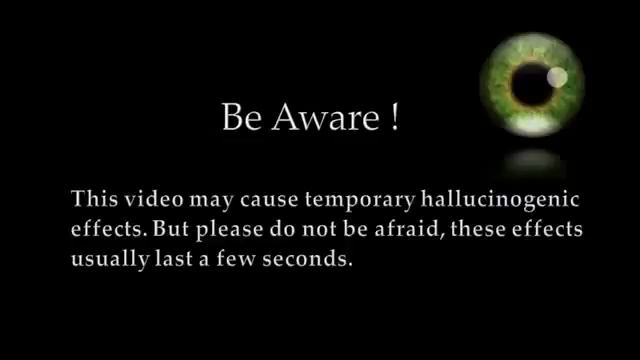 Be Aware !
This video may cause temporary hallucinogenic
effects. But please do not be afraid, these effects
usually last a few seconds.